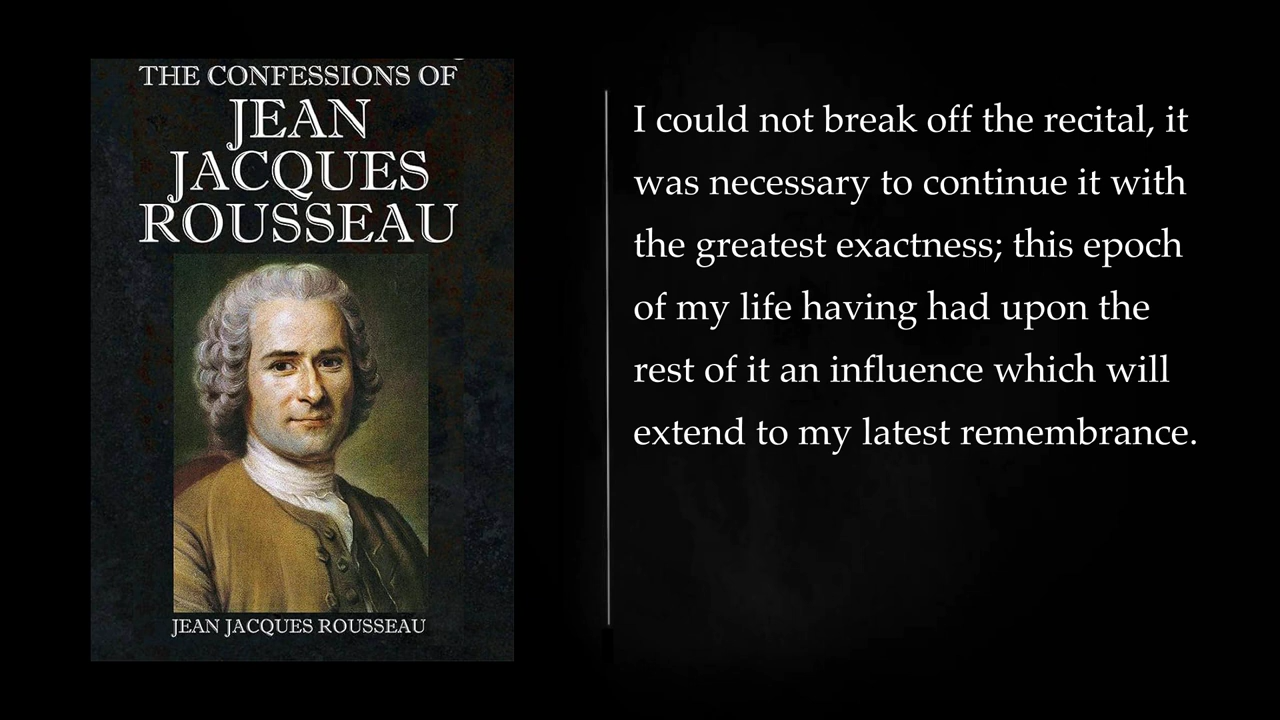 THE CONFESSIONS OF
JEAN
JACQUES
ROUSSEAU
JEAN JACQUES ROUSSEAU
I could not break off the recital, it
was necessary to continue it with
the greatest exactness; this epoch
of my life having had upon the
rest of it an influence which will
extend to my latest remembrance.